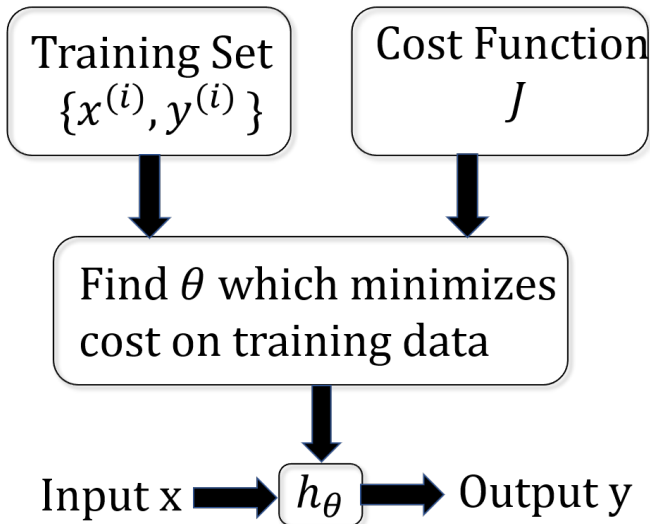 Training Set
{x⁽ⁱ⁾, y⁽ⁱ⁾ }
Cost Function
J
Find θ which minimizes
cost on training data
Input x
h_θ
Output y